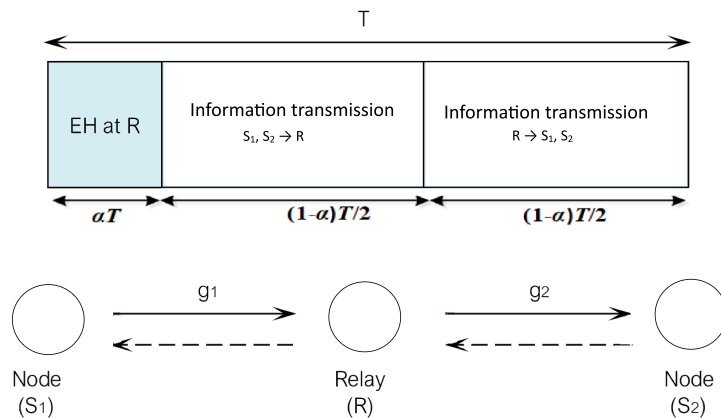 T
EH at R
Information transmission
S₁, S₂ → R
Information transmission
R → S₁, S₂
αT
(1-α)T/2
(1-α)T/2
g1
g2
Node
(S1)
Relay
(R)
Node
(S2)